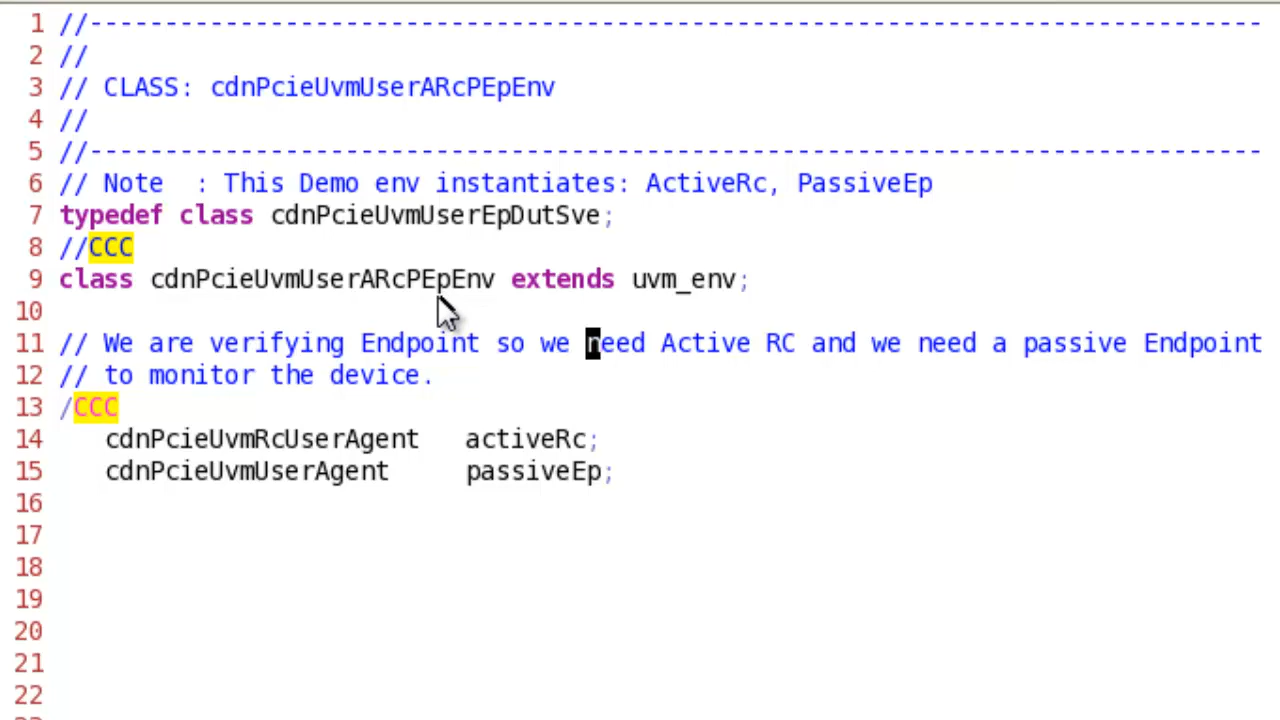 1 //------------------------------------------------------------------------------
2 //
3 // CLASS: cdnPcieUvmUserARcPEpEnv
4 //
5 //------------------------------------------------------------------------------
6 // Note  : This Demo env instantiates: ActiveRc, PassiveEp
7 typedef class cdnPcieUvmUserEpDutSve;
8 //CCC
9 class cdnPcieUvmUserARcPEpEnv extends uvm_env;
10
11 // We are verifying Endpoint so we need Active RC and we need a passive Endpoint
12 // to monitor the device.
13 /CCC
14    cdnPcieUvmRcUserAgent   activeRc;
15    cdnPcieUvmUserAgent     passiveEp;
16
17
18
19
20
21
22